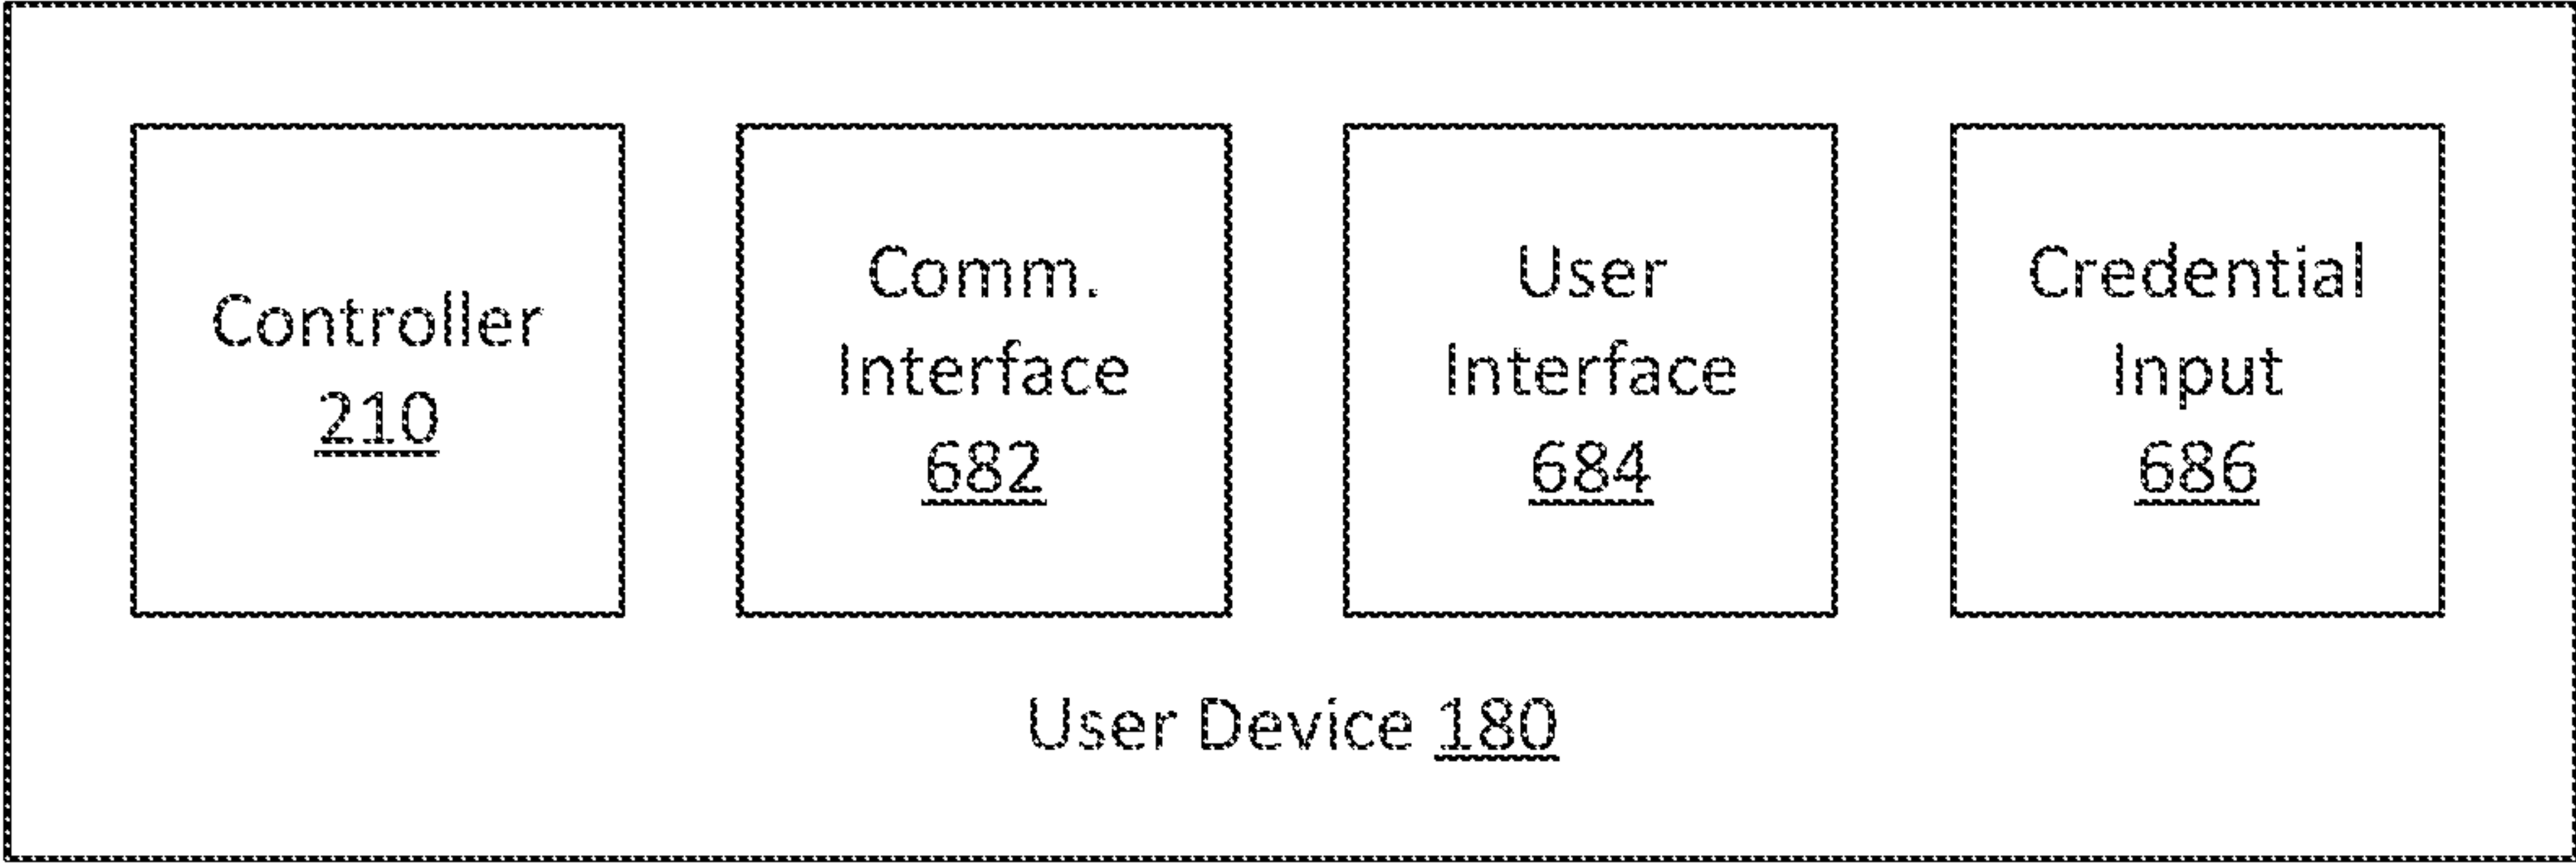 Controller
210
Comm.
Interface
682
User
Interface
684
Credential
Input
686
User Device 180